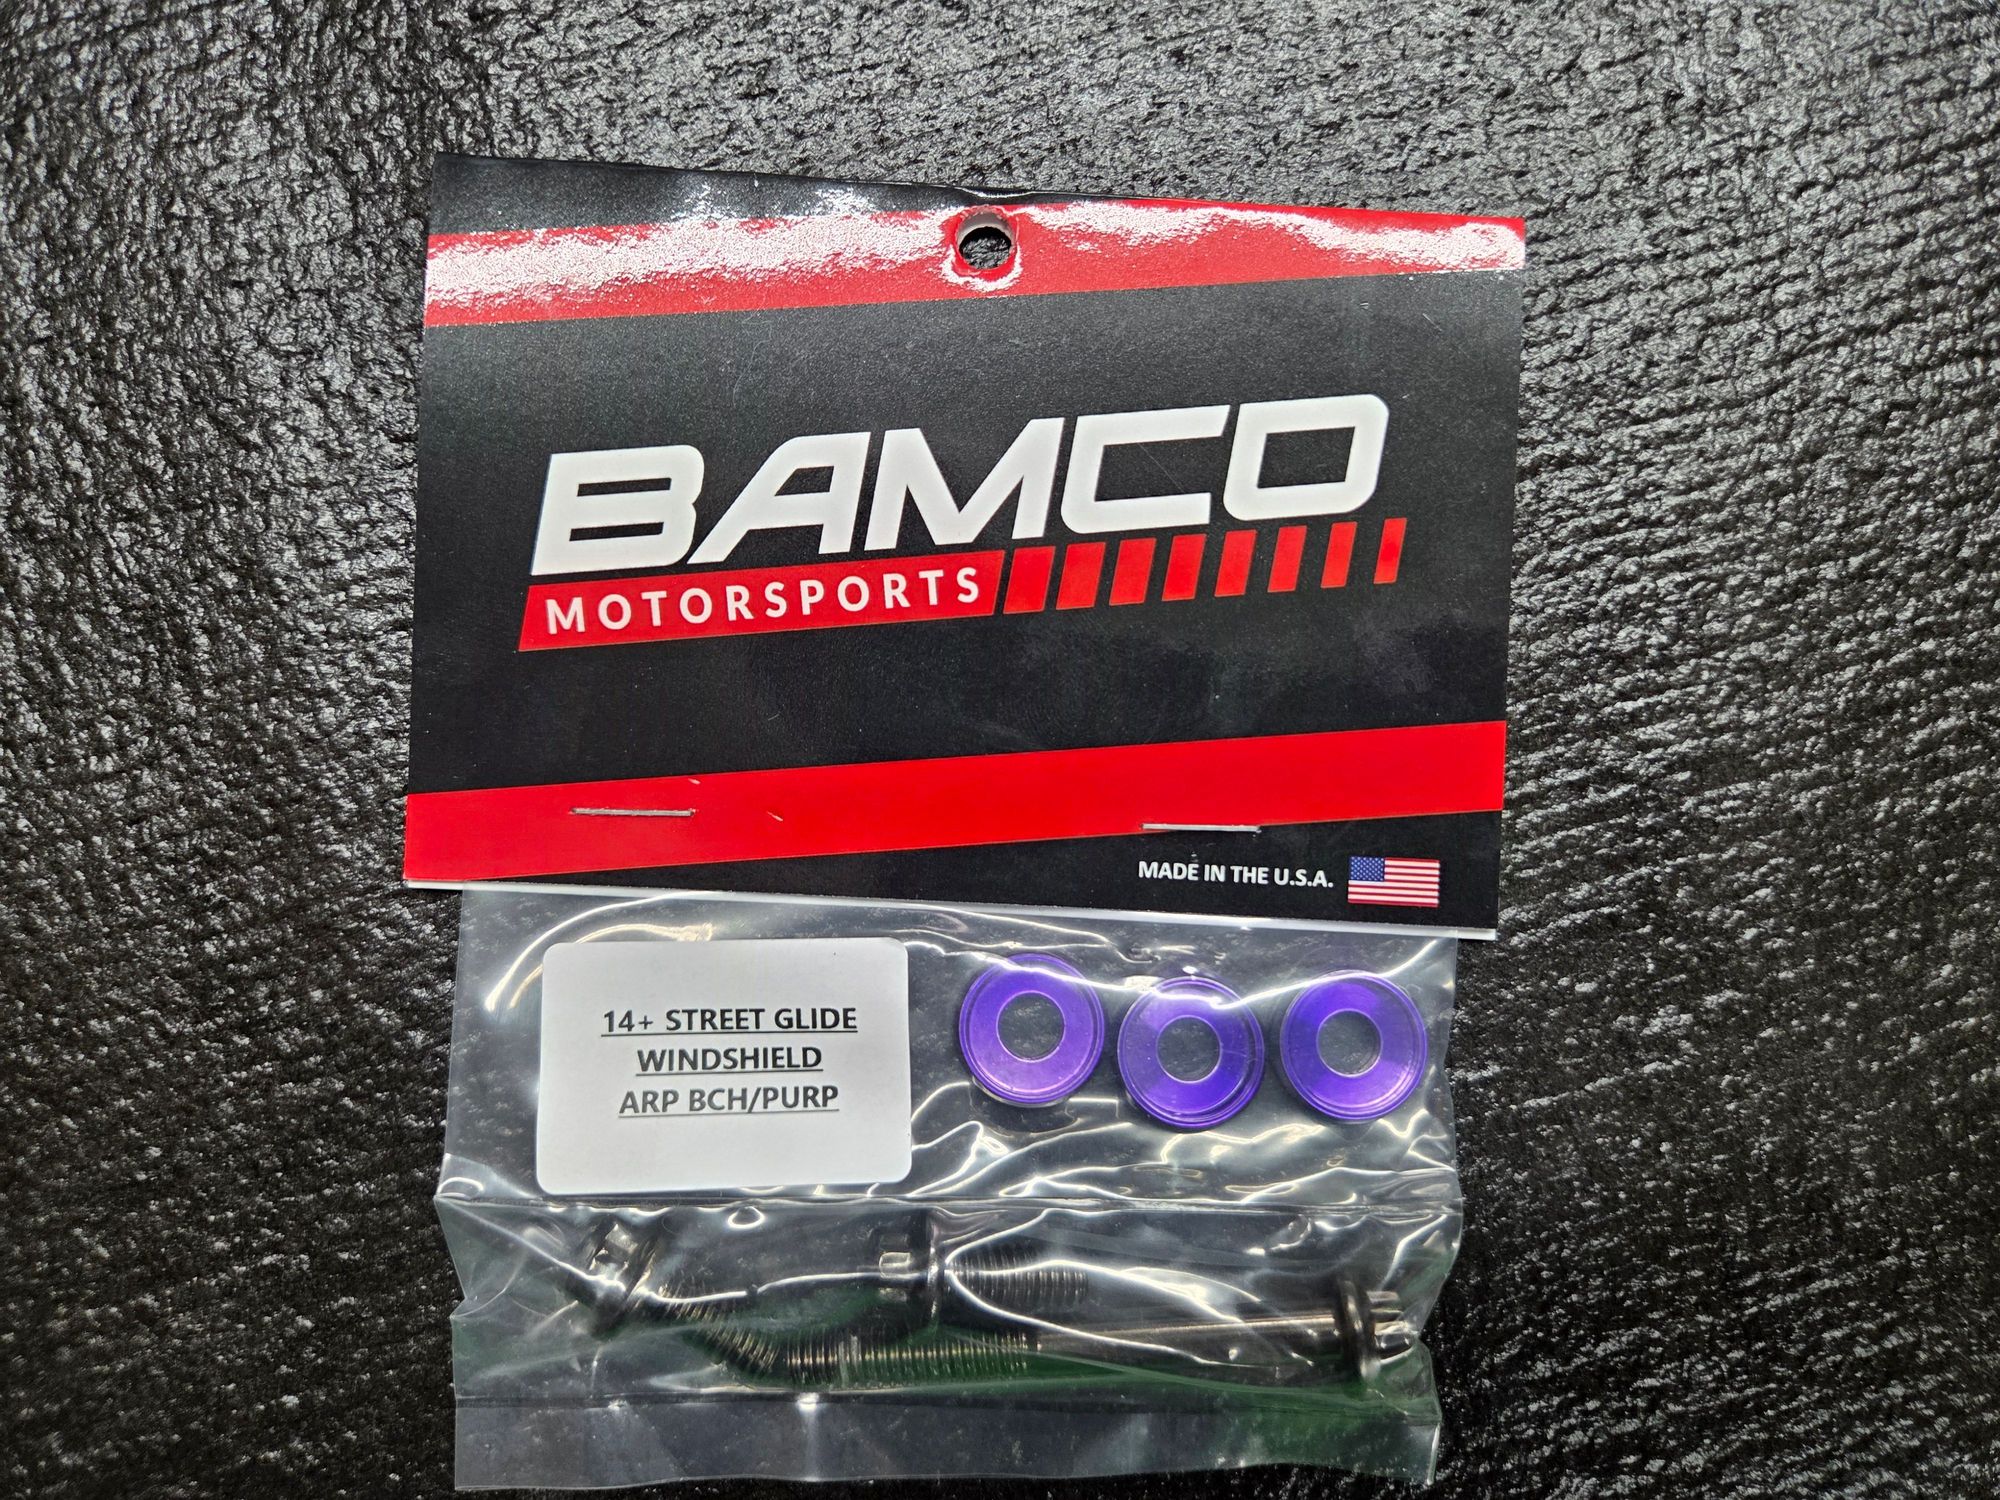 BAMCO
MOTORSPORTS
MADE IN THE U.S.A.
14+ STREET GLIDE
WINDSHIELD
ARP BCH/PURP